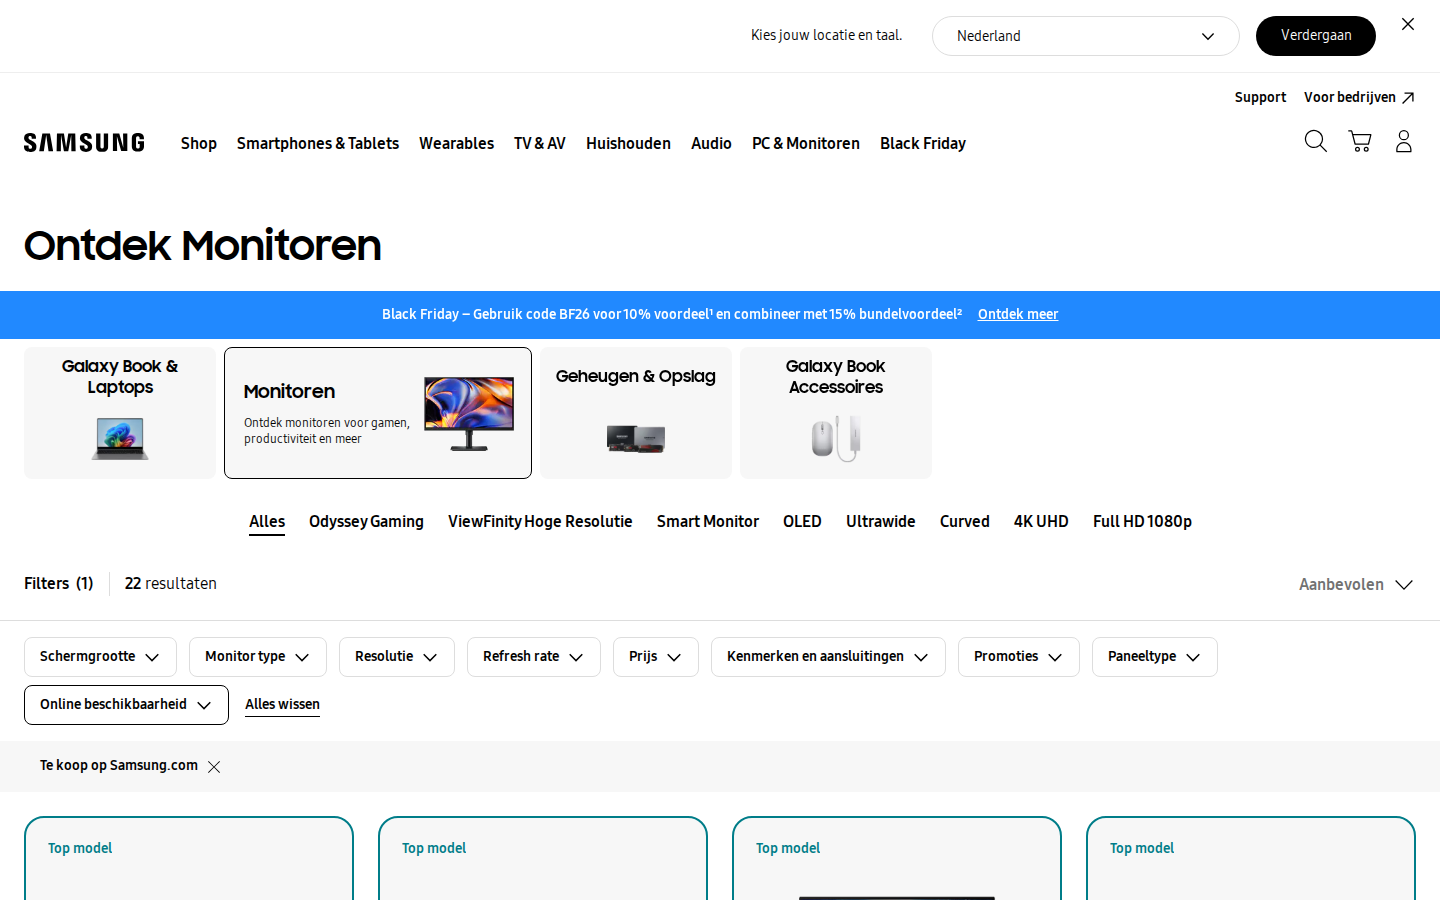 Kies jouw locatie en taal.
Nederland
Verdergaan
Support
Voor bedrijven
SAMSUNG
Shop
Smartphones & Tablets
Wearables
TV & AV
Huishouden
Audio
PC & Monitoren
Black Friday
Ontdek Monitoren
Black Friday – Gebruik code BF26 voor 10% voordeel¹ en combineer met 15% bundelvoordeel² Ontdek meer
Galaxy Book &
Laptops
Monitoren
Ontdek monitoren voor gamen,
productiviteit en meer
Geheugen & Opslag
Galaxy Book
Accessoires
Alles
Odyssey Gaming
ViewFinity Hoge Resolutie
Smart Monitor
OLED
Ultrawide
Curved
4K UHD
Full HD 1080p
Filters (1)
22 resultaten
Aanbevolen
Schermgrootte
Monitor type
Resolutie
Refresh rate
Prijs
Kenmerken en aansluitingen
Promoties
Paneeltype
Online beschikbaarheid
Alles wissen
Te koop op Samsung.com
Top model
Top model
Top model
Top model